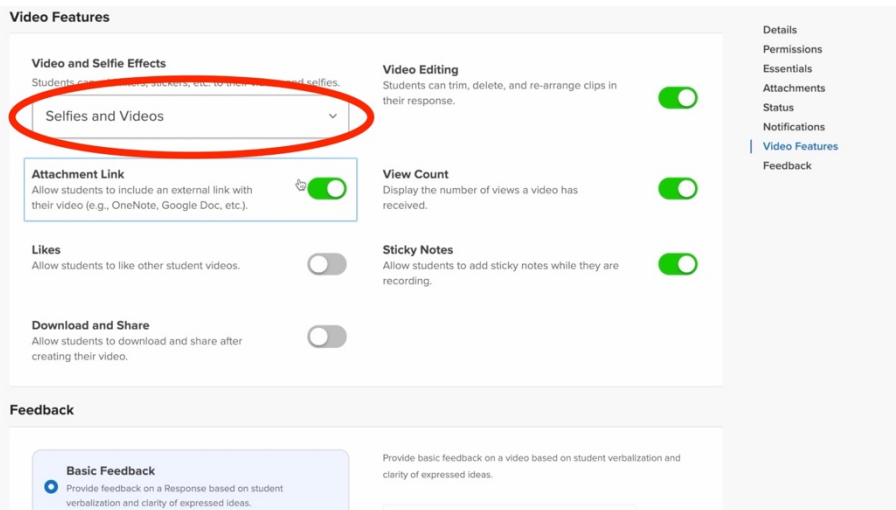 Video Features
Video and Selfie Effects
Students can stickers, etc. to their and selfies.
Selfies and Videos
Attachment Link
Allow students to include an external link with
their video (e.g., OneNote, Google Doc, etc.).
Likes
Allow students to like other student videos.
Download and Share
Allow students to download and share after
creating their video.
Video Editing
Students can trim, delete, and re-arrange clips in
their response.
View Count
Display the number of views a video has
received.
Sticky Notes
Allow students to add sticky notes while they are
recording.
Feedback
Basic Feedback
Provide feedback on a Response based on student
verbalization and clarity of expressed ideas.
Provide basic feedback on a video based on student verbalization and
clarity of expressed ideas.
Details
Permissions
Essentials
Attachments
Status
Notifications
Video Features
Feedback